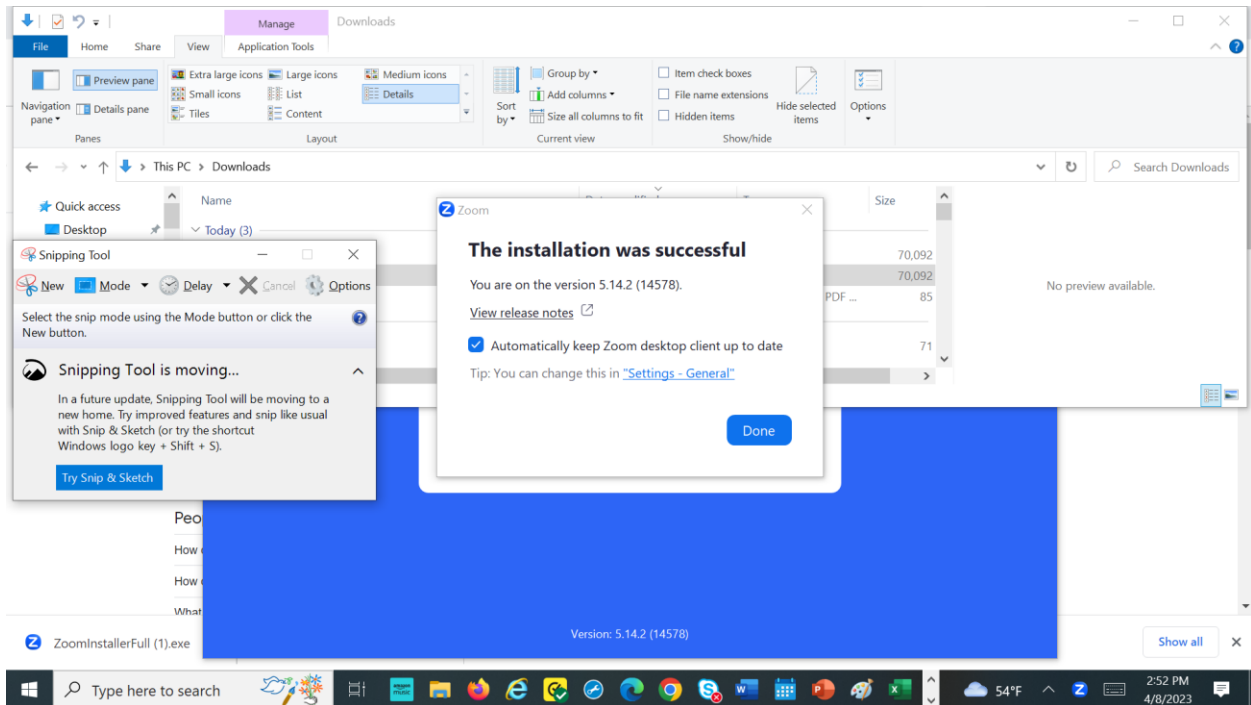 Manage Downloads
File Home Share View Application Tools
Preview pane
Details pane
Navigation pane
Panes
Extra large icons Large icons Medium icons
Small icons List Details
Tiles Content
Layout
Sort by
Group by
Add columns
Size all columns to fit
Current view
Item check boxes
File name extensions
Hidden items
Hide selected items
Show/hide
Options
This PC > Downloads
Search Downloads
Quick access
Desktop
Name Size
Today (3)
70,092
70,092
PDF ... 85
71
No preview available.
Snipping Tool
New Mode Delay Cancel Options
Select the snip mode using the Mode button or click the
New button.
Snipping Tool is moving...
In a future update, Snipping Tool will be moving to a
new home. Try improved features and snip like usual
with Snip & Sketch (or try the shortcut
Windows logo key + Shift + S).
Try Snip & Sketch
Zoom
The installation was successful
You are on the version 5.14.2 (14578).
View release notes
Automatically keep Zoom desktop client up to date
Tip: You can change this in "Settings - General"
Done
Peo
How
How
What
Version: 5.14.2 (14578)
ZoomInstallerFull (1).exe
Show all
Type here to search
amazon music
54°F
2:52 PM
4/8/2023